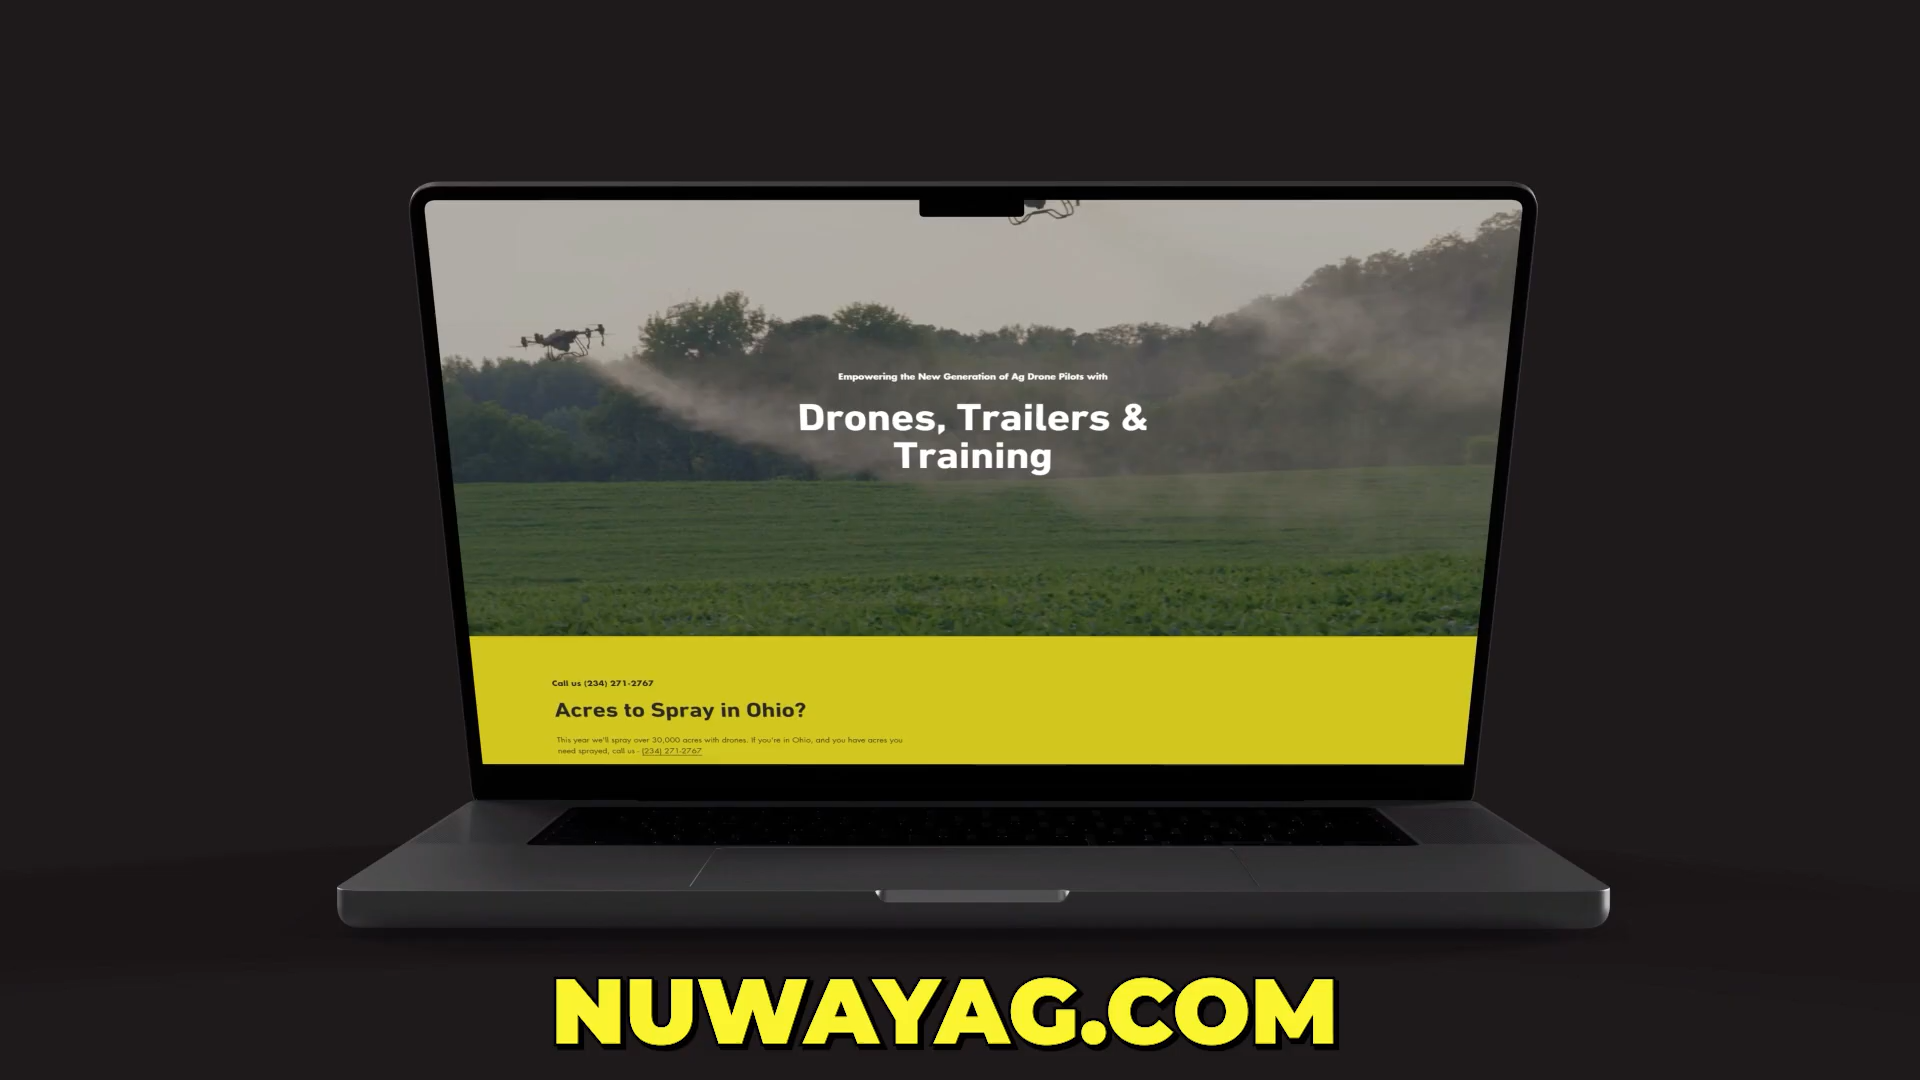 Empowering the New Generation of Ag Drone Pilots with
Drones, Trailers &
Training
Call us (234) 271-2767
Acres to Spray in Ohio?
This year we'll spray over 30,000 acres with drones. If you're in Ohio, and you have acres you
need sprayed, call us - (234) 271-2767
NUWAYAG.COM